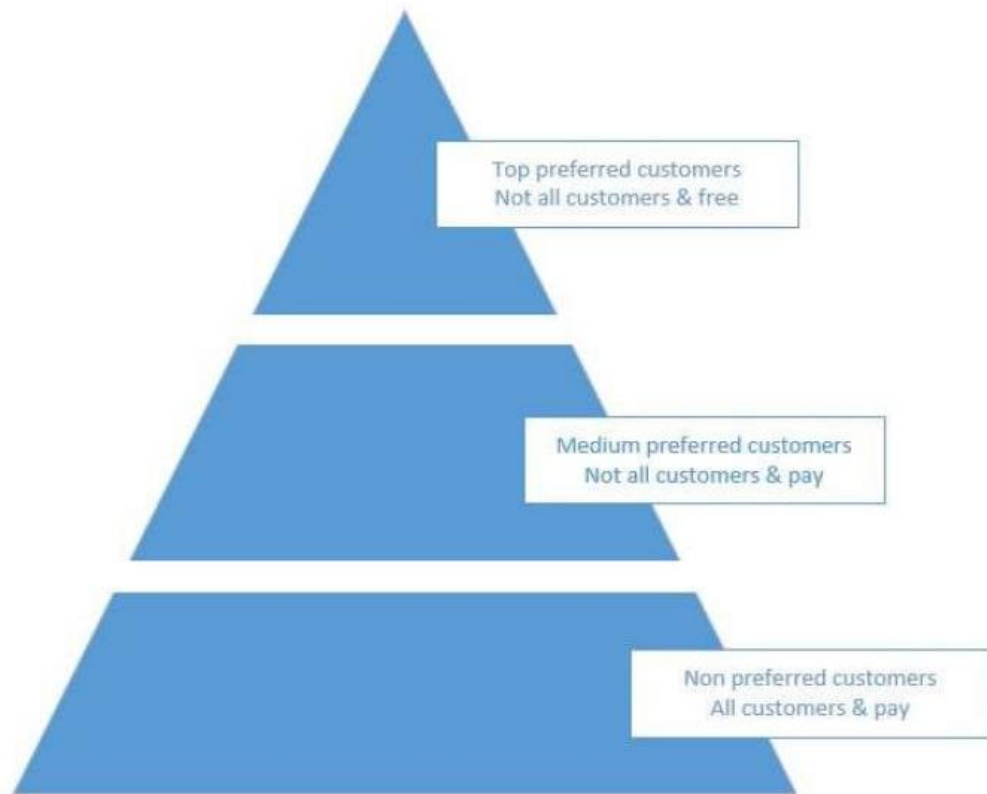 Top preferred customers
Not all customers & free
Medium preferred customers
Not all customers & pay
Non preferred customers
All customers & pay